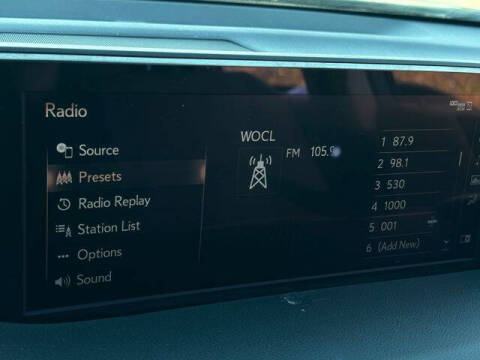 Radio
Source
Presets
Radio Replay
Station List
Options
Sound
WOCL
FM 105.9
1 87.9
2 98.1
3 530
4 1000
5 001
6 (Add New)